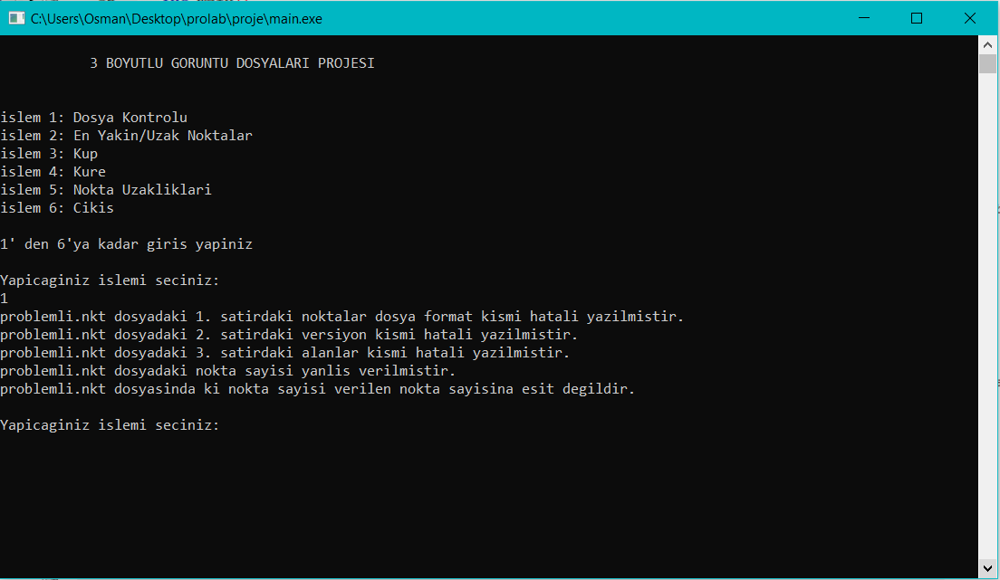 C:\Users\Osman\Desktop\prolab\proje\main.exe
3 BOYUTLU GORUNTU DOSYALARI PROJESI
islem 1: Dosya Kontrolu
islem 2: En Yakin/Uzak Noktalar
islem 3: Kup
islem 4: Kure
islem 5: Nokta Uzakliklari
islem 6: Cikis
1' den 6'ya kadar giris yapiniz
Yapicaginiz islemi seciniz:
1
problemli.nkt dosyadaki 1. satirdaki noktalar dosya format kismi hatali yazilmistir.
problemli.nkt dosyadaki 2. satirdaki versiyon kismi hatali yazilmistir.
problemli.nkt dosyadaki 3. satirdaki alanlar kismi hatali yazilmistir.
problemli.nkt dosyadaki nokta sayisi yanlis verilmistir.
problemli.nkt dosyasinda ki nokta sayisi verilen nokta sayisina esit degildir.
Yapicaginiz islemi seciniz: